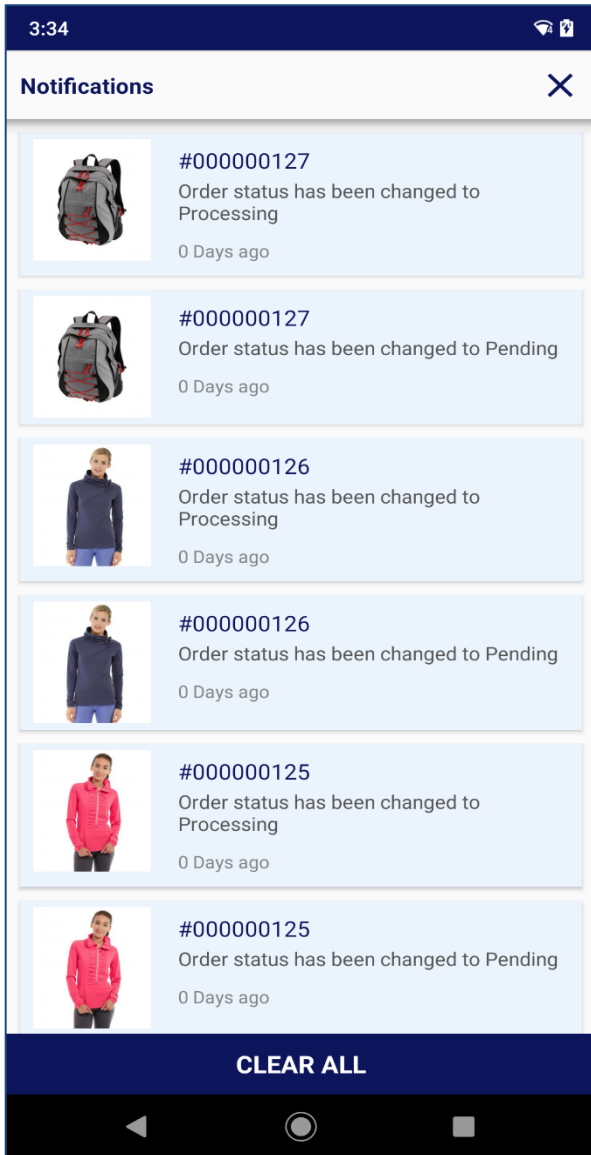 3:34
Notifications
#000000127
Order status has been changed to
Processing
0 Days ago
#000000127
Order status has been changed to Pending
0 Days ago
#000000126
Order status has been changed to
Processing
0 Days ago
#000000126
Order status has been changed to Pending
0 Days ago
#000000125
Order status has been changed to
Processing
0 Days ago
#000000125
Order status has been changed to Pending
0 Days ago
CLEAR ALL